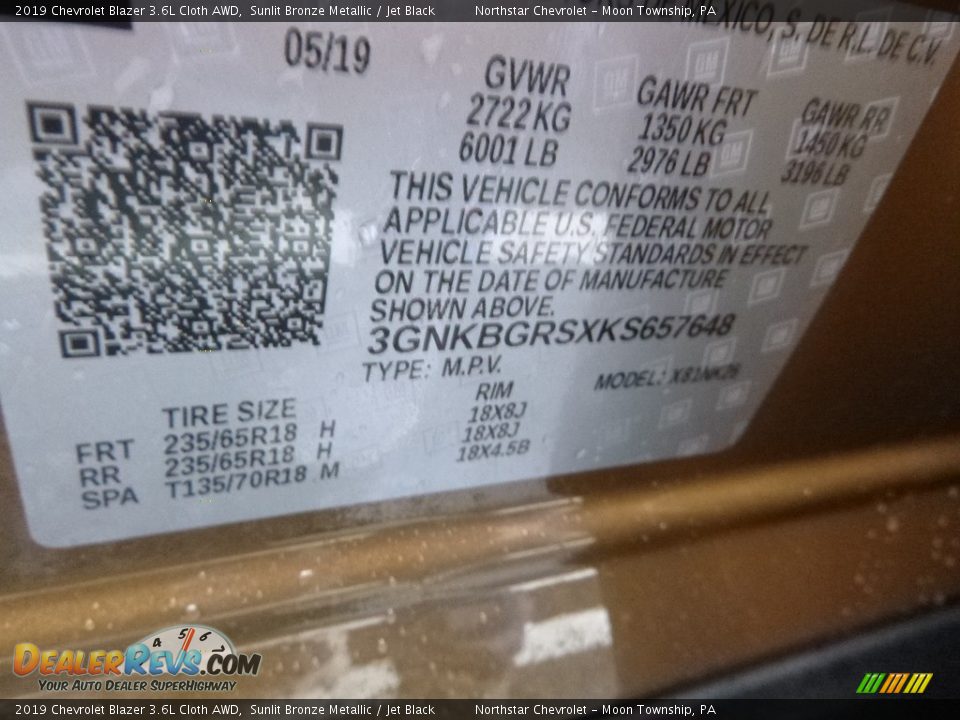 2019 Chevrolet Blazer 3.6L Cloth AWD, Sunlit Bronze Metallic / Jet Black Northstar Chevrolet - Moon Township, PA
MEXICO, S. DE R.L. DE C.V.
05/19
GVWR GAWR FRT GAWR RR
2722 KG 1350 KG 1450 KG
6001 LB 2976 LB 3196 LB
THIS VEHICLE CONFORMS TO ALL
APPLICABLE U.S. FEDERAL MOTOR
VEHICLE SAFETY STANDARDS IN EFFECT
ON THE DATE OF MANUFACTURE
SHOWN ABOVE.
3GNKBGRSXKS657648
TYPE: M.P.V. MODEL:
TIRE SIZE RIM
FRT 235/65R18 H 18X8J
RR 235/65R18 H 18X8J
SPA T135/70R18 M 18X4.5B
4 5 6
DealerRevs.com
Your Auto Dealer SuperHighway
2019 Chevrolet Blazer 3.6L Cloth AWD, Sunlit Bronze Metallic / Jet Black Northstar Chevrolet - Moon Township, PA